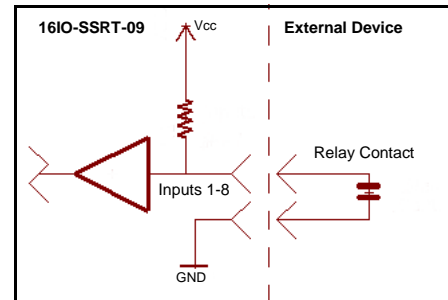 16IO-SSRT-09
Vcc
External Device
Relay Contact
Inputs 1-8
GND